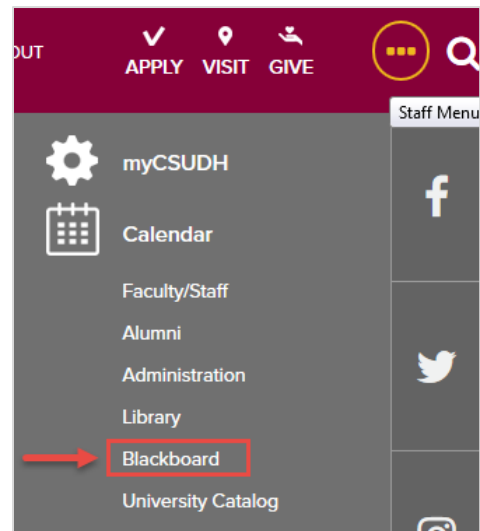 OUT
APPLY VISIT GIVE
Staff Menu
myCSUDH
Calendar
Faculty/Staff
Alumni
Administration
Library
Blackboard
University Catalog